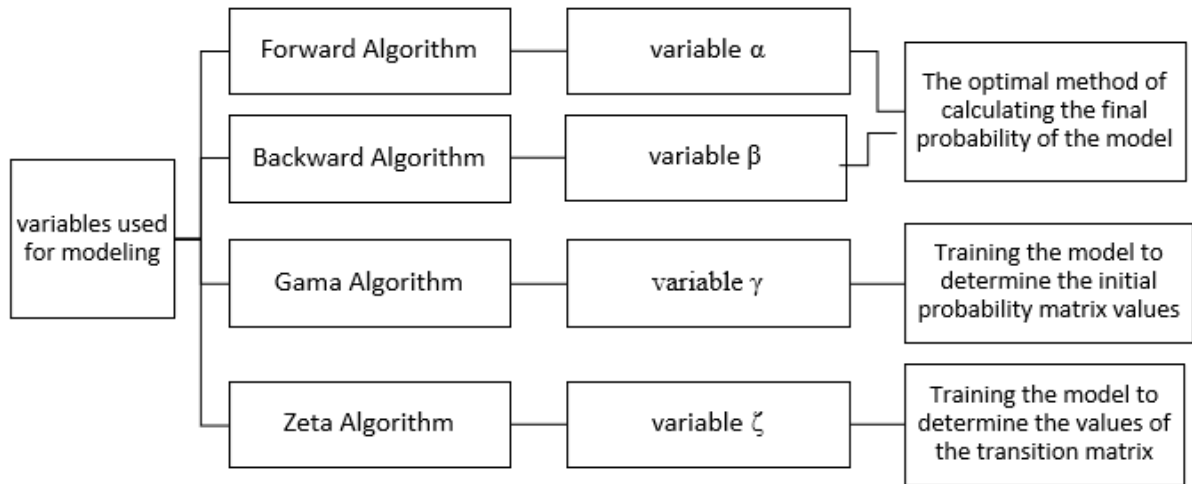 variables used
for modeling
Forward Algorithm
variable α
Backward Algorithm
variable β
The optimal method of
calculating the final
probability of the model
Gama Algorithm
variable γ
Training the model to
determine the initial
probability matrix values
Zeta Algorithm
variable ζ
Training the model to
determine the values of
the transition matrix